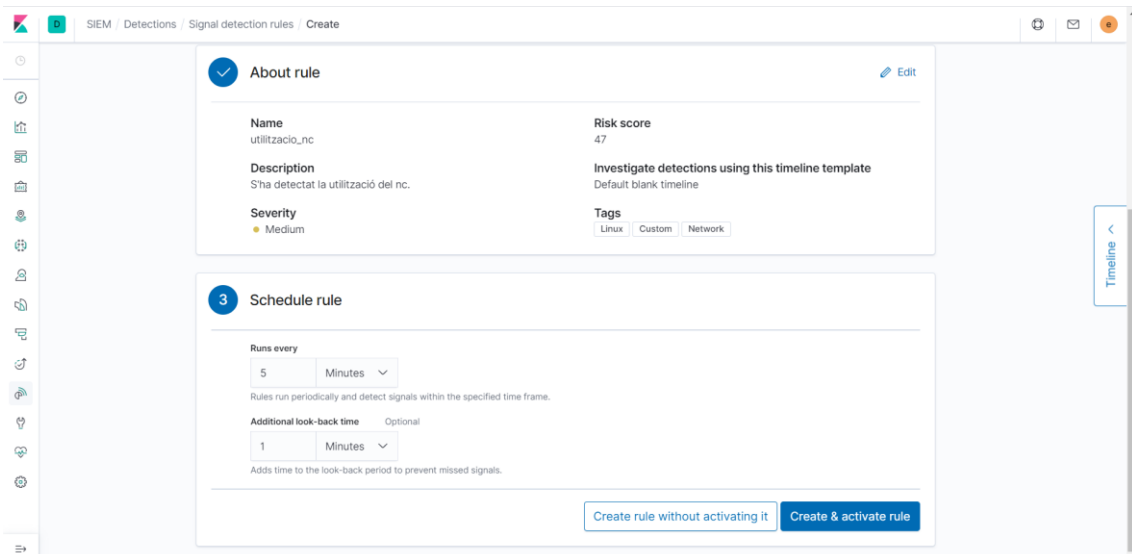 D SIEM / Detections / Signal detection rules / Create e
About rule Edit
Name Risk score
utilitzacio_nc 47
Description Investigate detections using this timeline template
S'ha detectat la utilització del nc. Default blank timeline
Severity Tags
Medium Linux Custom Network
Timeline
3 Schedule rule
Runs every
5 Minutes
Rules run periodically and detect signals within the specified time frame.
Additional look-back time Optional
1 Minutes
Adds time to the look-back period to prevent missed signals.
Create rule without activating it Create & activate rule